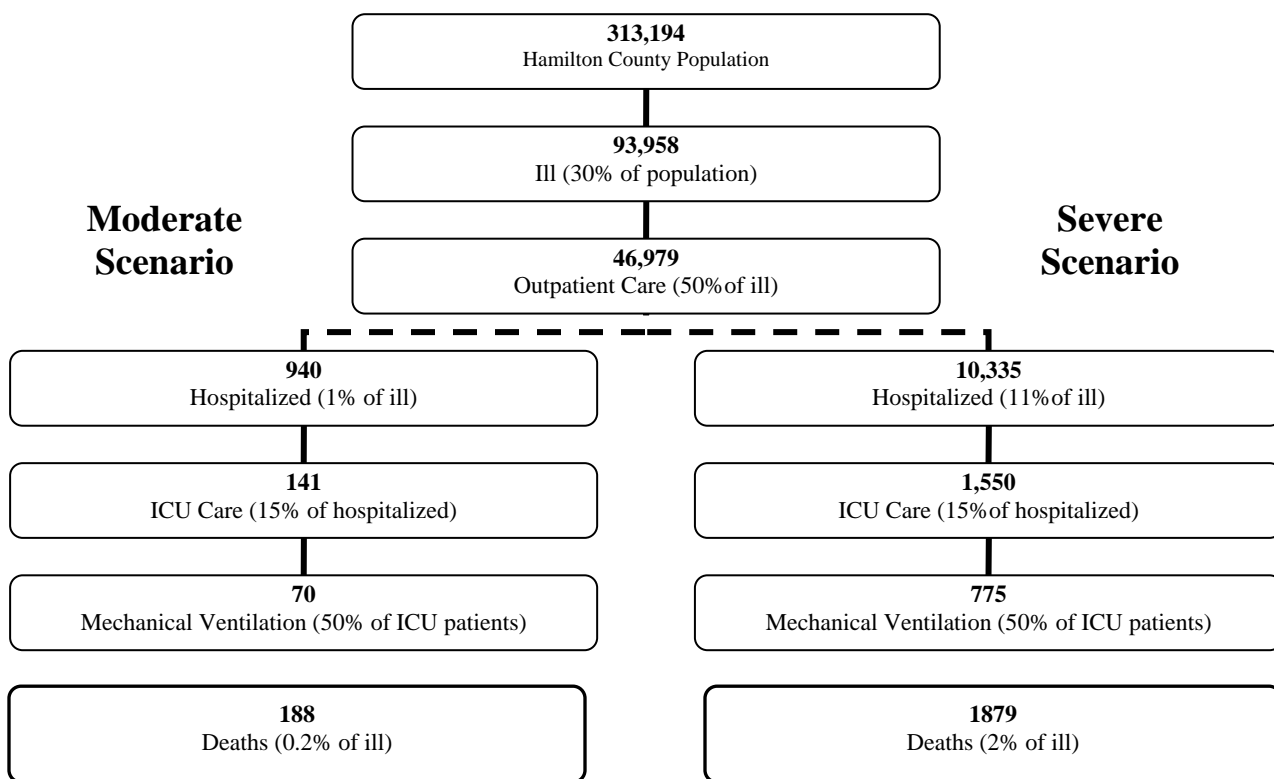 313,194
Hamilton County Population
93,958
Ill (30% of population)
Moderate
Scenario
Severe
Scenario
46,979
Outpatient Care (50%of ill)
940
Hospitalized (1% of ill)
10,335
Hospitalized (11%of ill)
141
ICU Care (15% of hospitalized)
1,550
ICU Care (15%of hospitalized)
70
Mechanical Ventilation (50% of ICU patients)
775
Mechanical Ventilation (50% of ICU patients)
188
Deaths (0.2% of ill)
1879
Deaths (2% of ill)